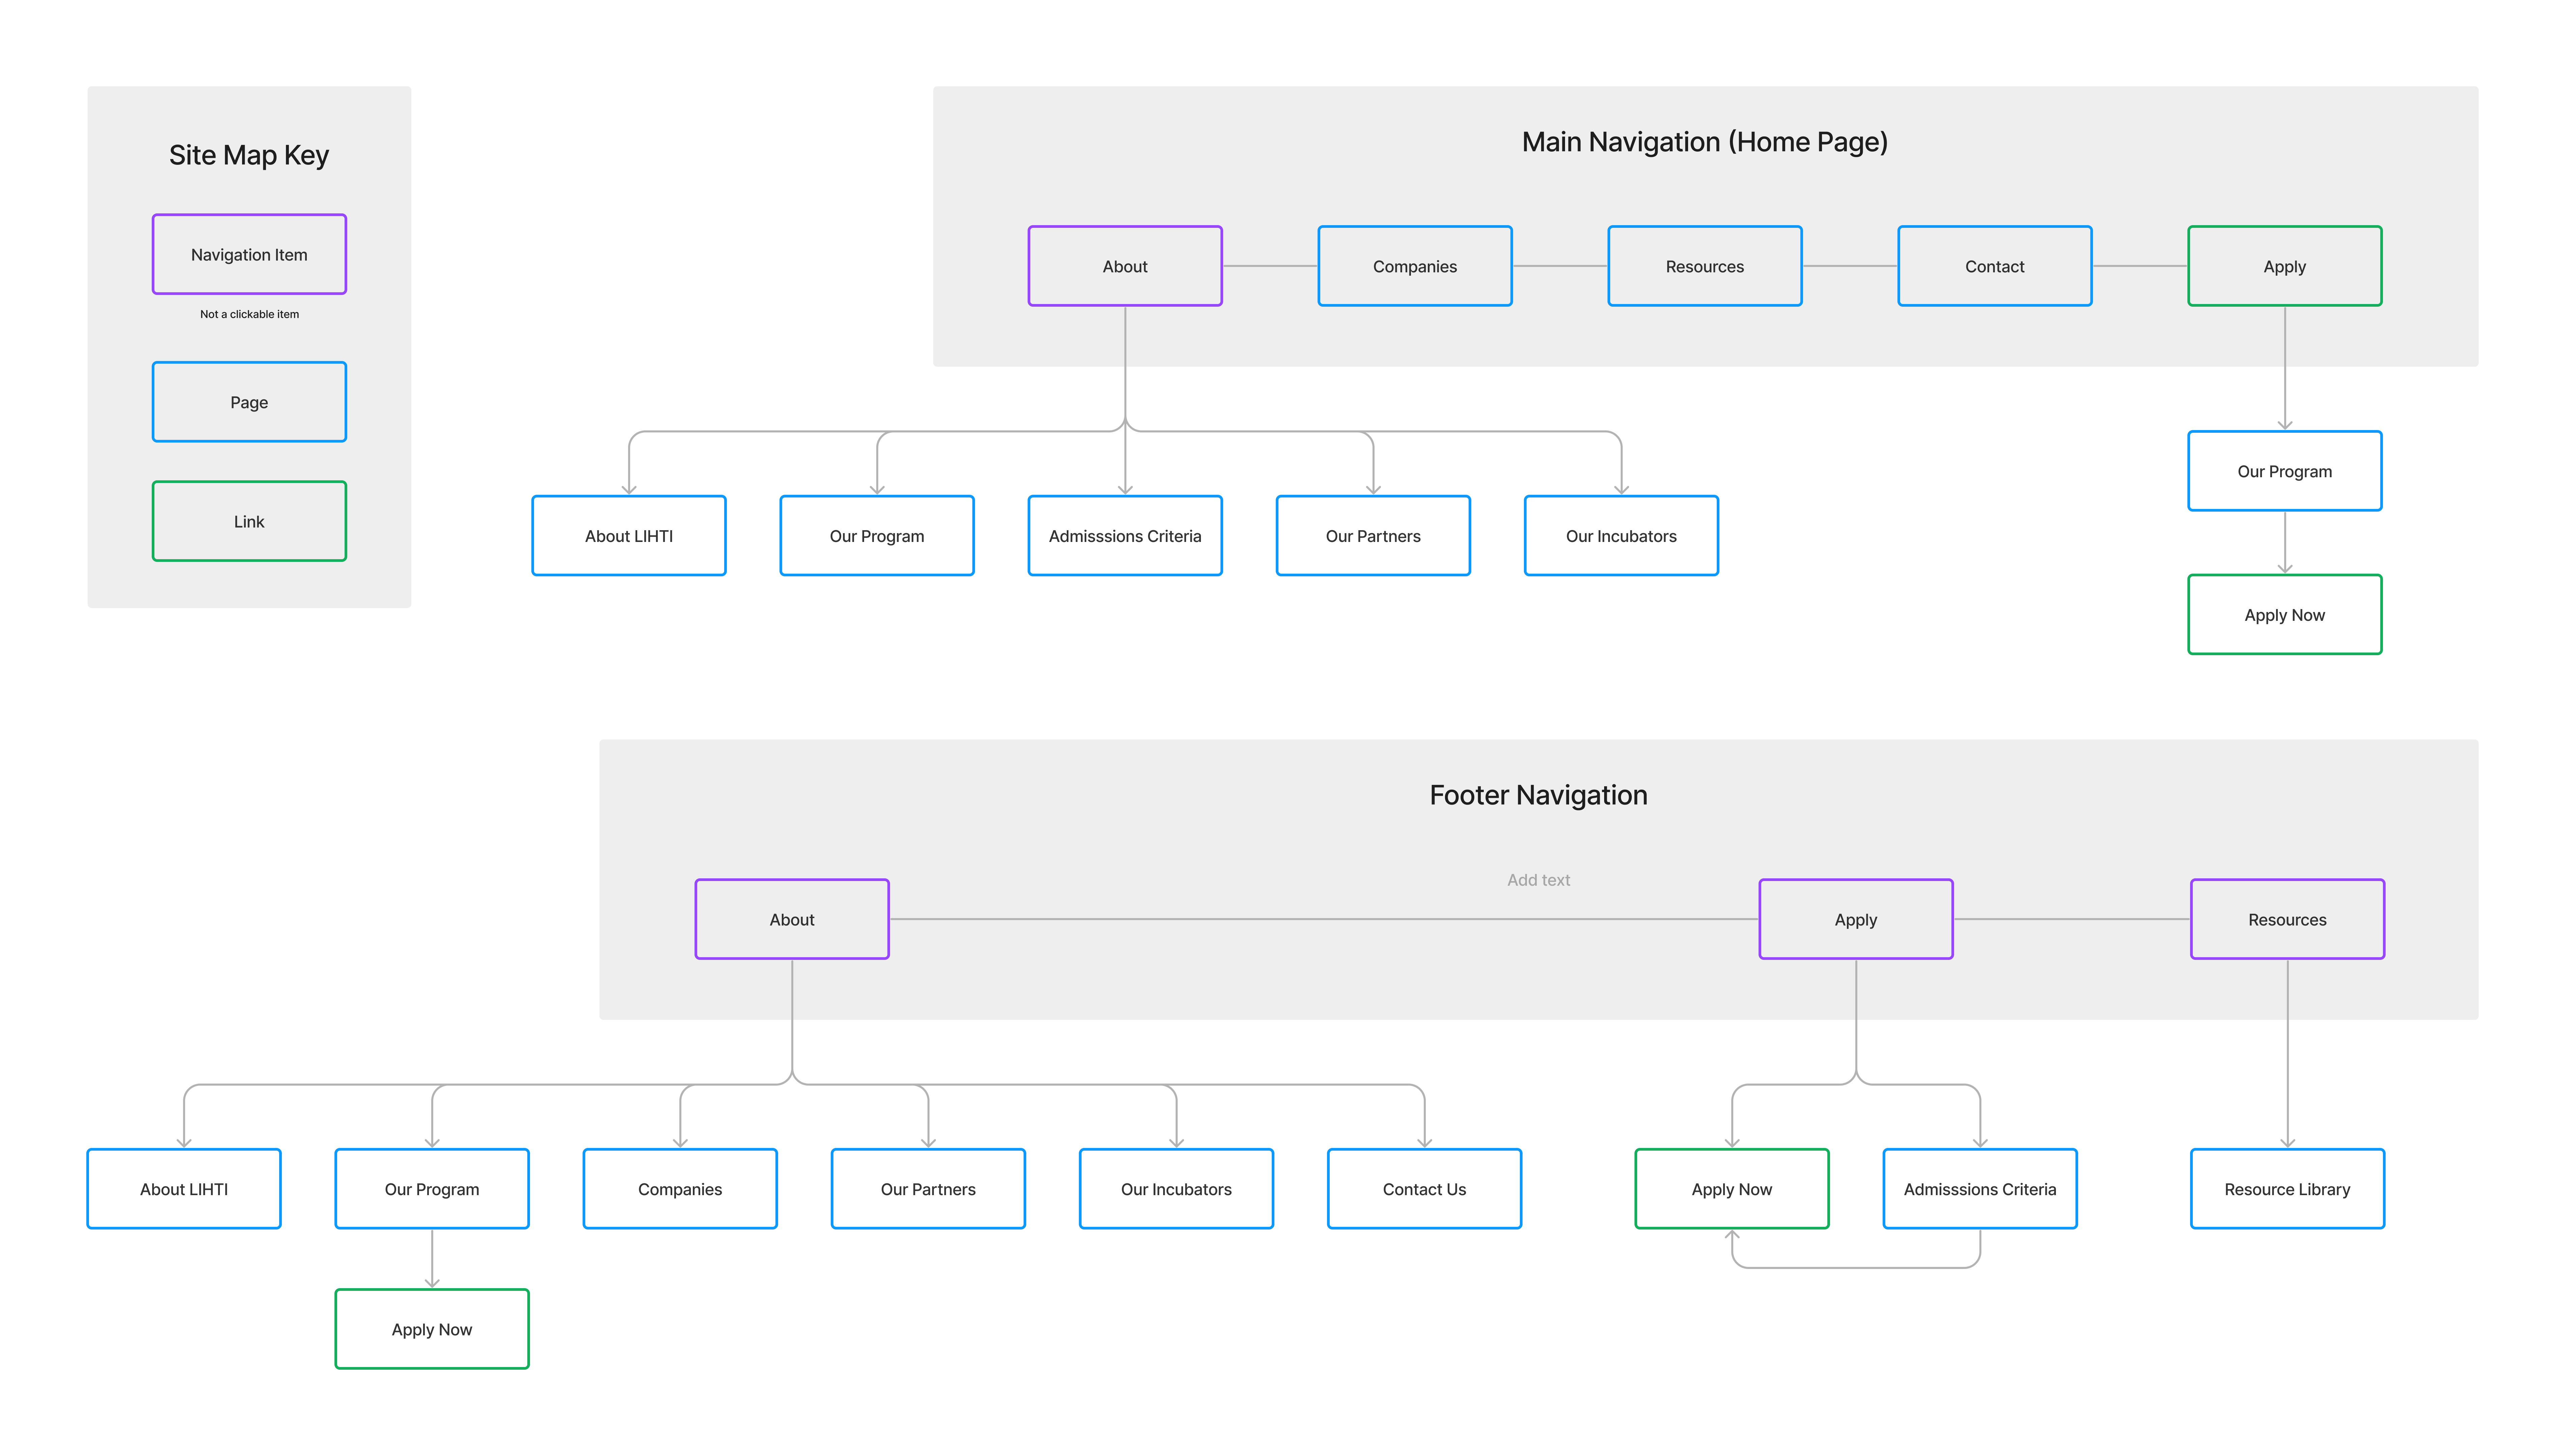 Site Map Key
Navigation Item
Not a clickable item
Page
Link
Main Navigation (Home Page)
About
Companies
Resources
Contact
Apply
About LIHTI
Our Program
Admisssions Criteria
Our Partners
Our Incubators
Our Program
Apply Now
Footer Navigation
Add text
About
Apply
Resources
About LIHTI
Our Program
Companies
Our Partners
Our Incubators
Contact Us
Apply Now
Admisssions Criteria
Resource Library
Apply Now